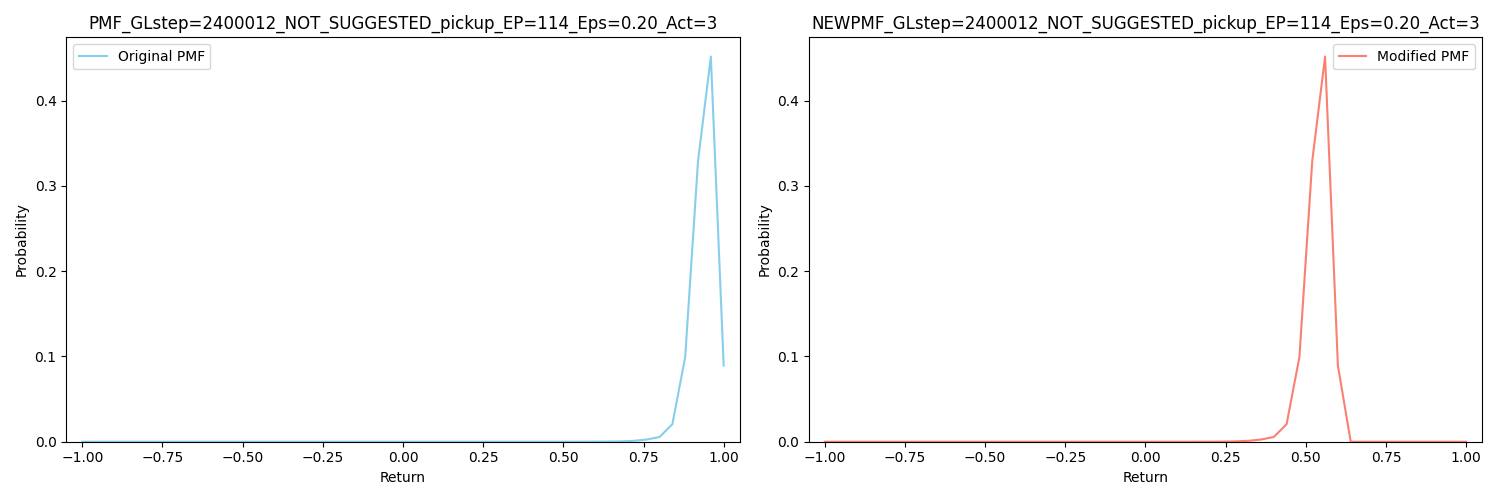 PMF_GLstep=2400012_NOT_SUGGESTED_pickup_EP=114_Eps=0.20_Act=3
Original PMF
Probability
0.4
0.3
0.2
0.1
0.0
−1.00 −0.75 −0.50 −0.25 0.00 0.25 0.50 0.75 1.00
Return
NEWPMF_GLstep=2400012_NOT_SUGGESTED_pickup_EP=114_Eps=0.20_Act=3
Modified PMF
Probability
0.4
0.3
0.2
0.1
0.0
−1.00 −0.75 −0.50 −0.25 0.00 0.25 0.50 0.75 1.00
Return